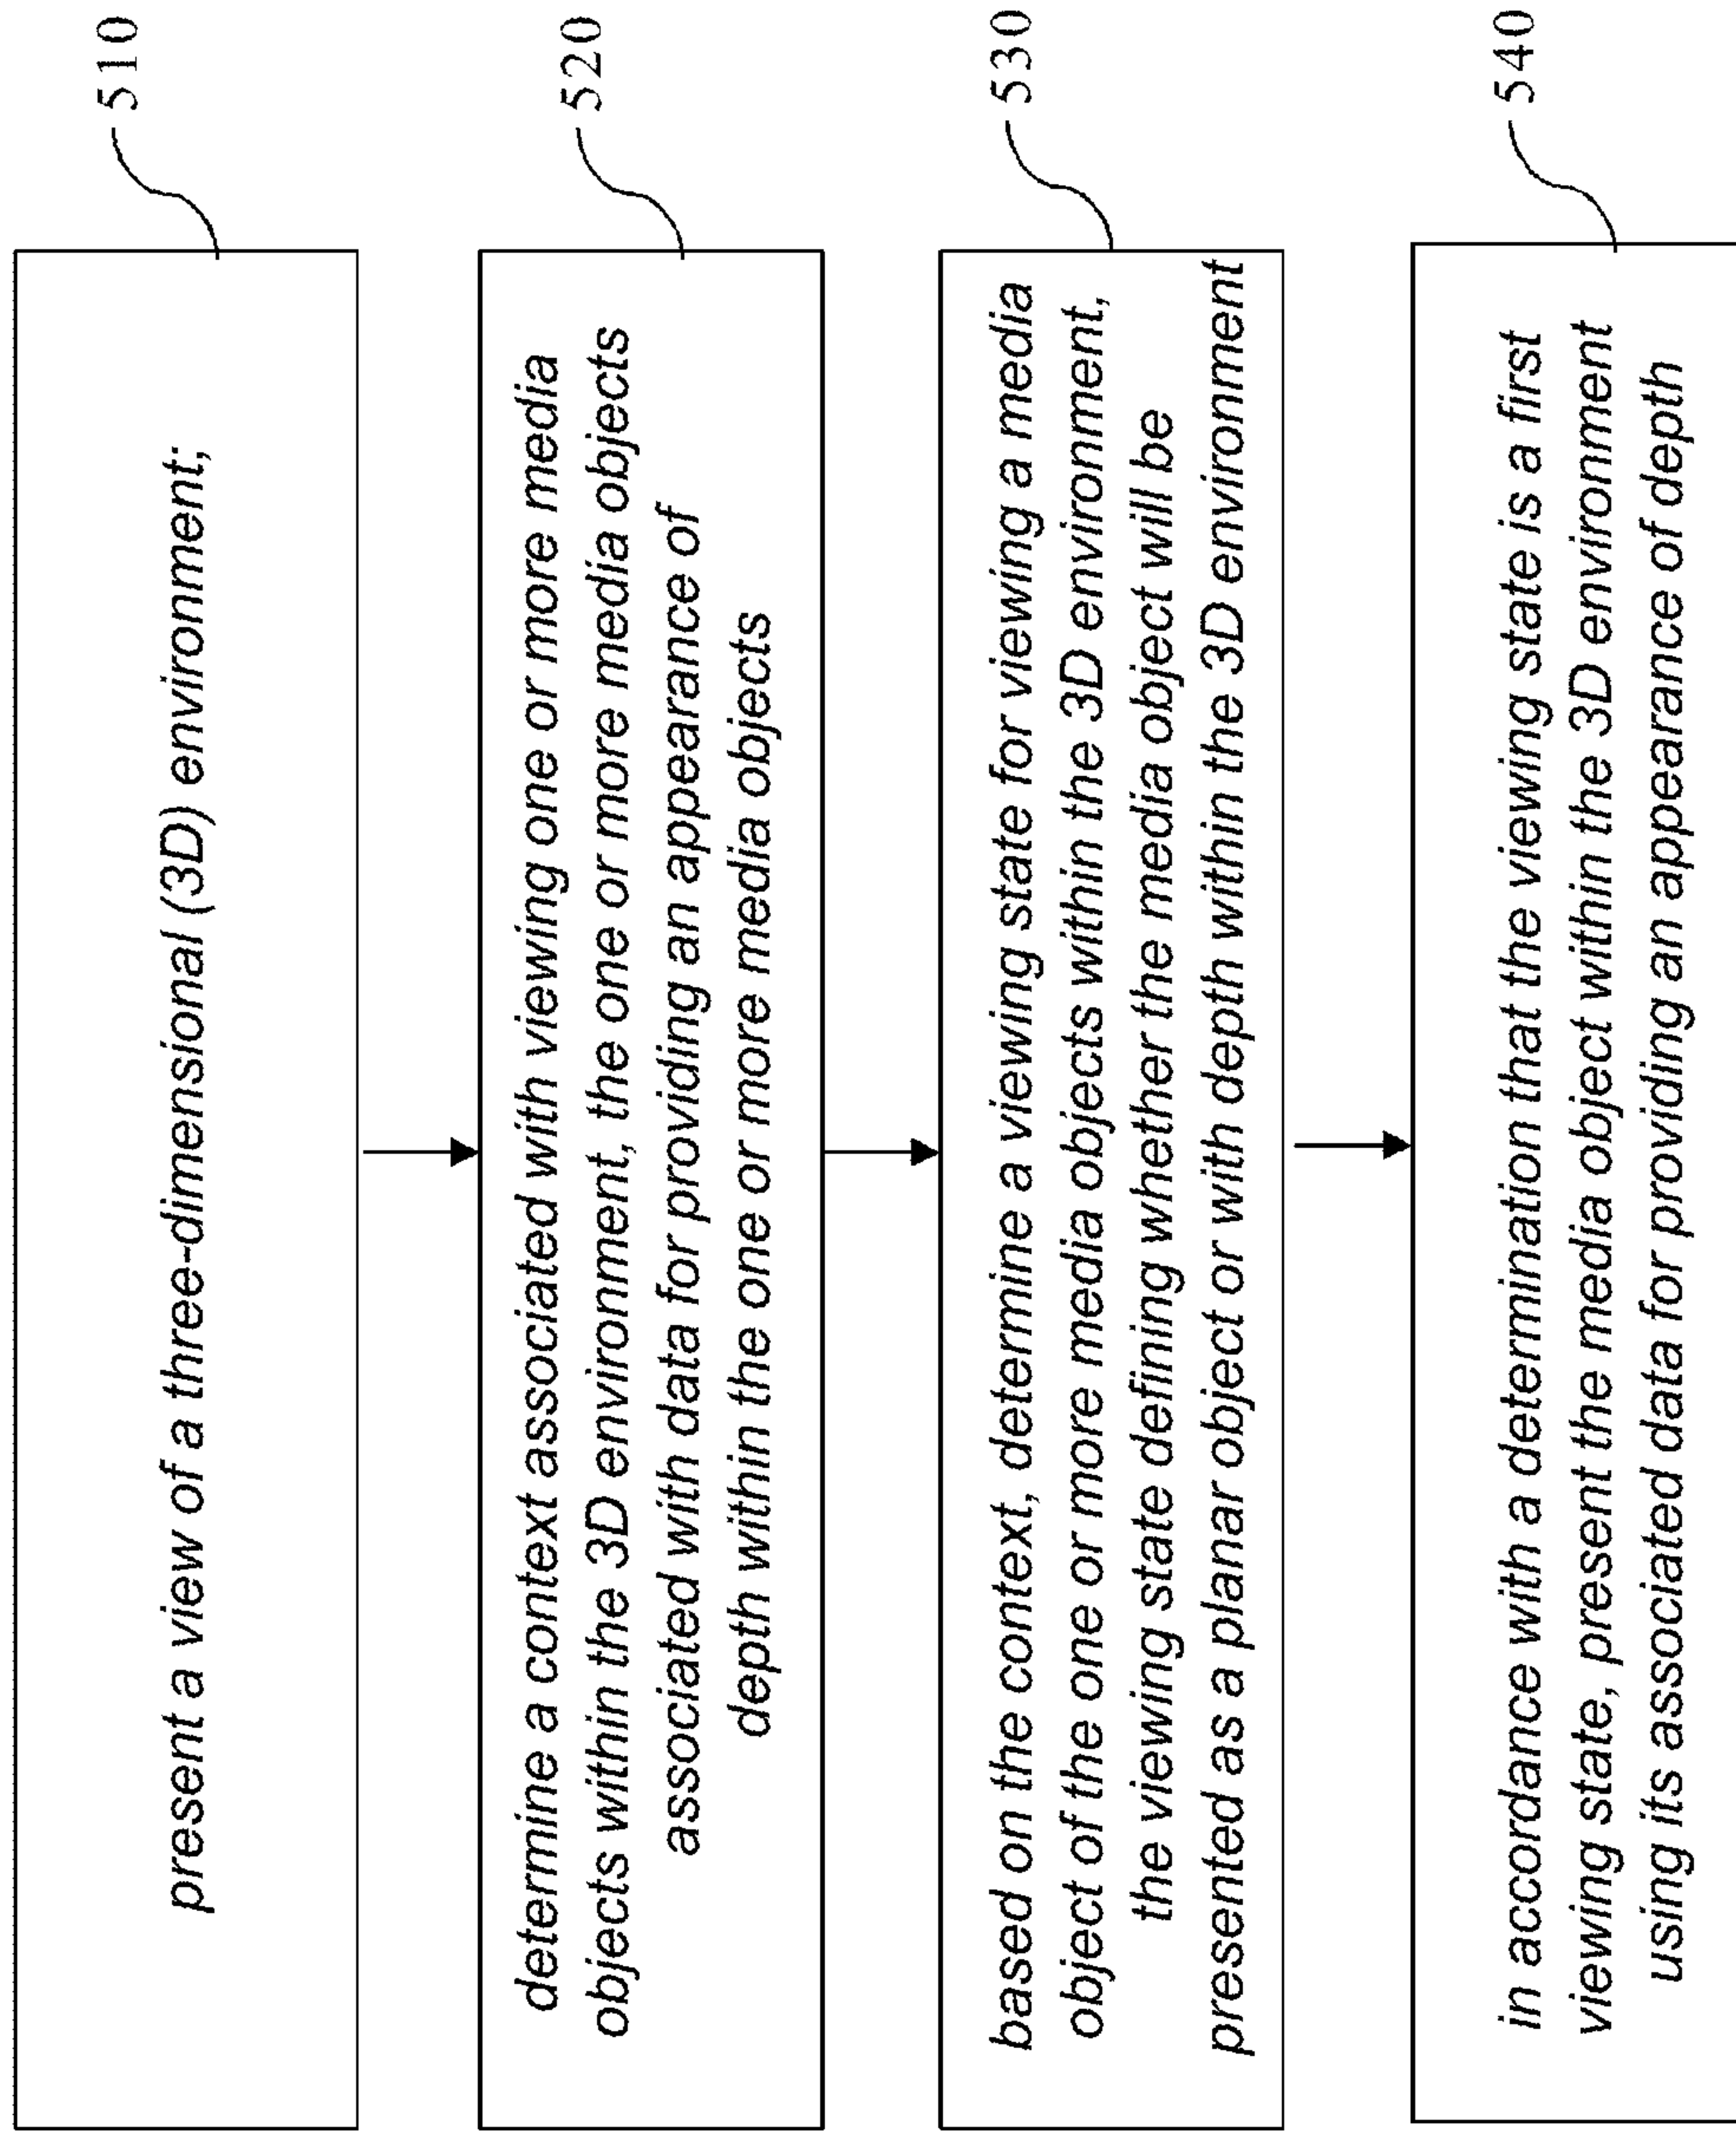 present a view of a three-dimensional (3D) environment;
510
determine a context associated with viewing one or more media
objects within the 3D environment, the one or more media objects
associated with data for providing an appearance of
depth within the one or more media objects
520
based on the context, determine a viewing state for viewing a media
object of the one or more media objects within the 3D environment,
the viewing state defining whether the media object will be
presented as a planar object or with depth within the 3D environment
530
in accordance with a determination that the viewing state is a first
viewing state, present the media object within the 3D environment
using its associated data for providing an appearance of depth
540